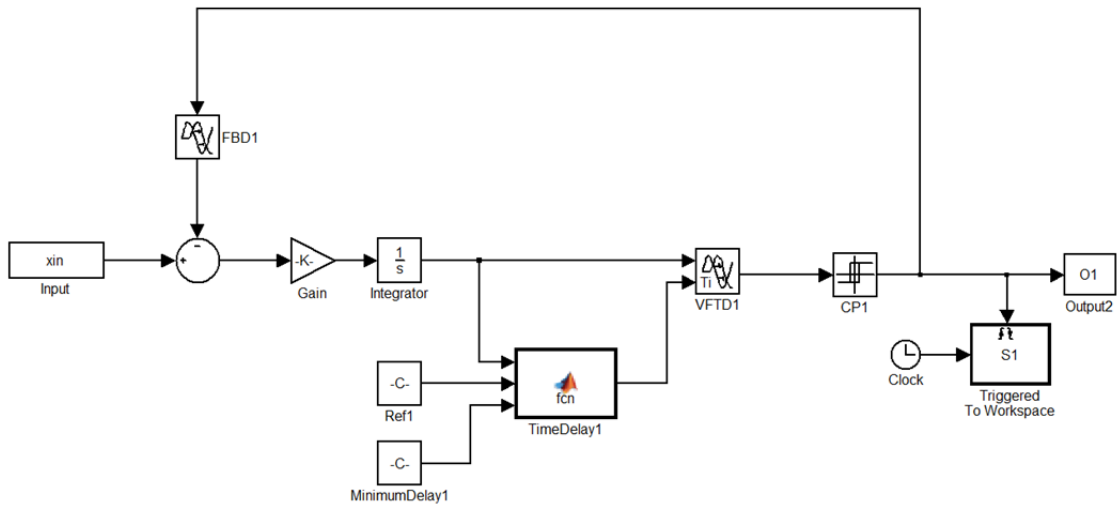 FBD1
+
-
xin
Input
-K-
Gain
1
s
Integrator
Ti
VFTD1
CP1
O1
Output2
Clock
S1
Triggered
To Workspace
-C-
Ref1
fcn
TimeDelay1
-C-
MinimumDelay1